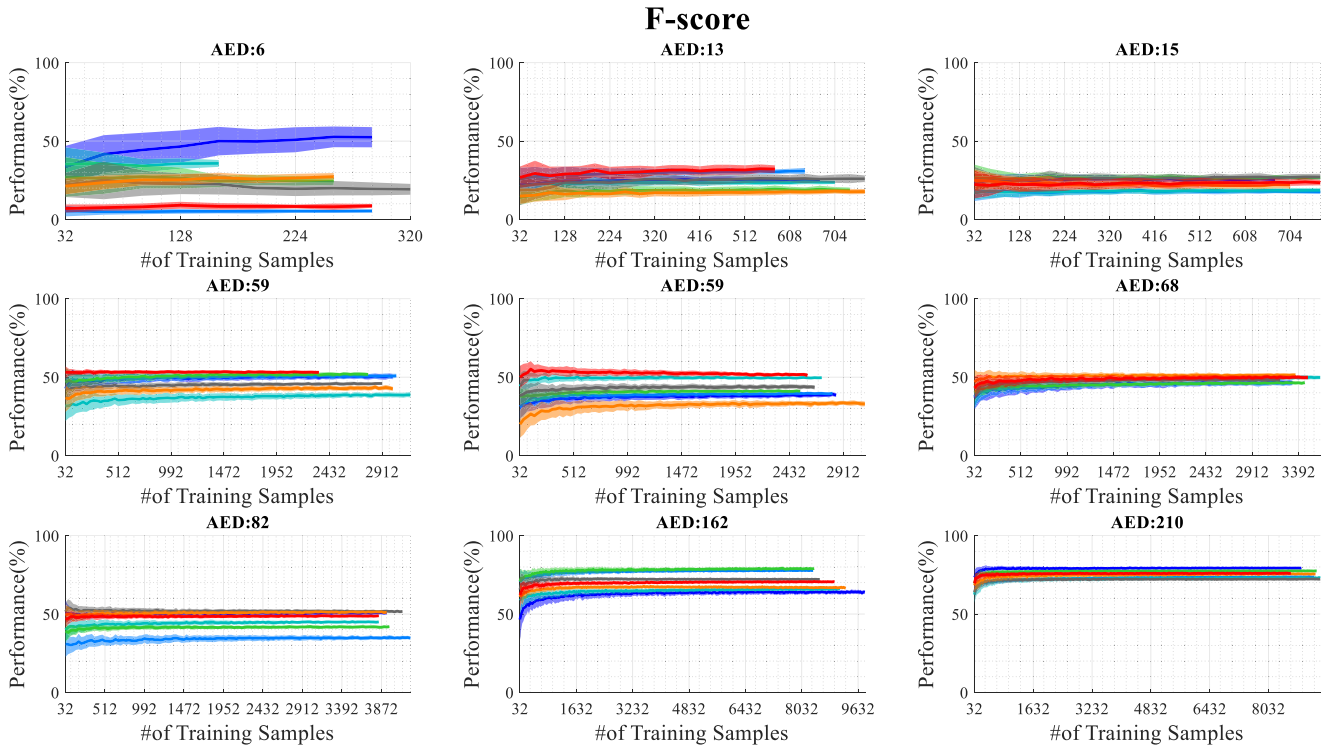 F-score
AED:6
AED:13
AED:15
Performance(%)
100
50
0
32 128 224 320
#of Training Samples
Performance(%)
100
50
0
32 128 224 320 416 512 608 704
#of Training Samples
Performance(%)
100
50
0
32 128 224 320 416 512 608 704
#of Training Samples
AED:59
AED:59
AED:68
Performance(%)
100
50
0
32 512 992 1472 1952 2432 2912
#of Training Samples
Performance(%)
100
50
0
32 512 992 1472 1952 2432 2912
#of Training Samples
Performance(%)
100
50
0
32 512 992 1472 1952 2432 2912 3392
#of Training Samples
AED:82
AED:162
AED:210
Performance(%)
100
50
0
32 512 992 1472 1952 2432 2912 3392 3872
#of Training Samples
Performance(%)
100
50
0
32 1632 3232 4832 6432 8032 9632
#of Training Samples
Performance(%)
100
50
0
32 1632 3232 4832 6432 8032
#of Training Samples